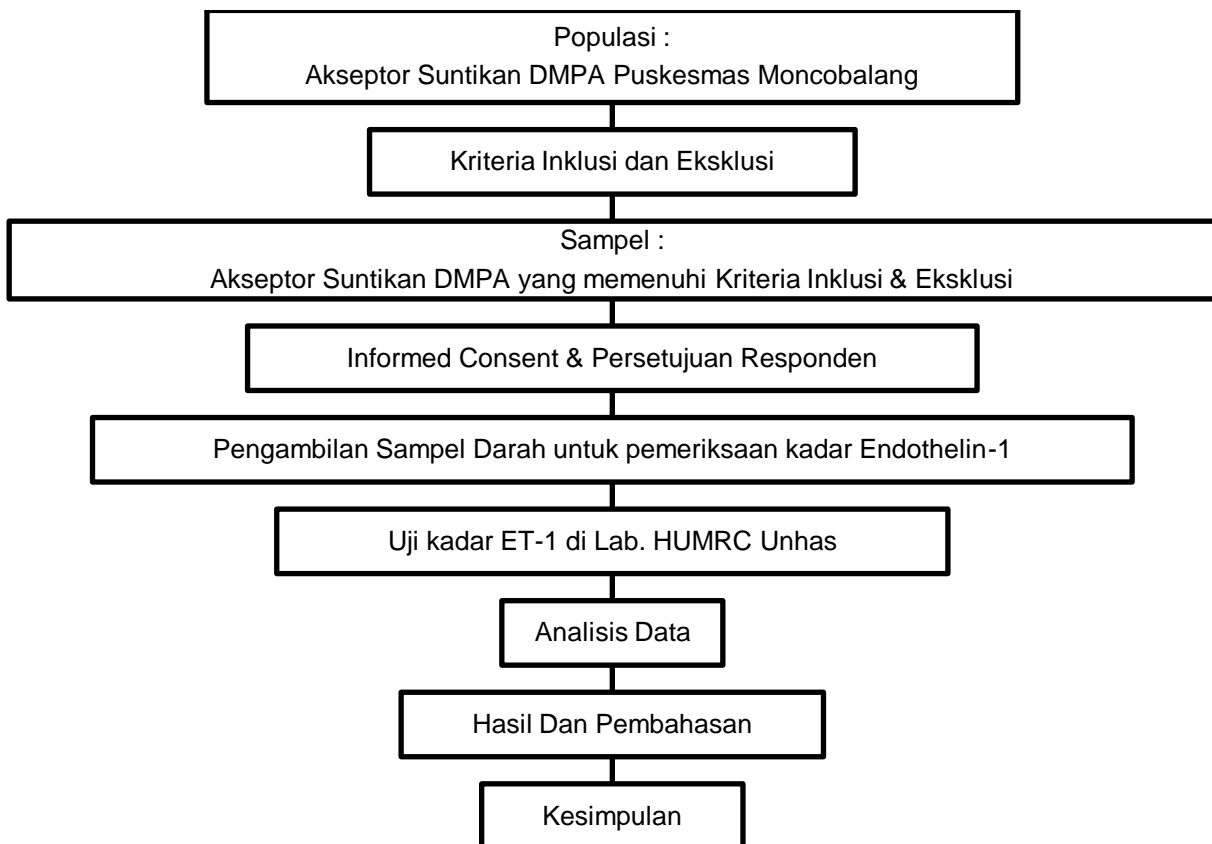 Populasi :
Akseptor Suntikan DMPA Puskesmas Moncobalang
Kriteria Inklusi dan Eksklusi
Sampel :
Akseptor Suntikan DMPA yang memenuhi Kriteria Inklusi & Eksklusi
Informed Consent & Persetujuan Responden
Pengambilan Sampel Darah untuk pemeriksaan kadar Endothelin-1
Uji kadar ET-1 di Lab. HUMRC Unhas
Analisis Data
Hasil Dan Pembahasan
Kesimpulan